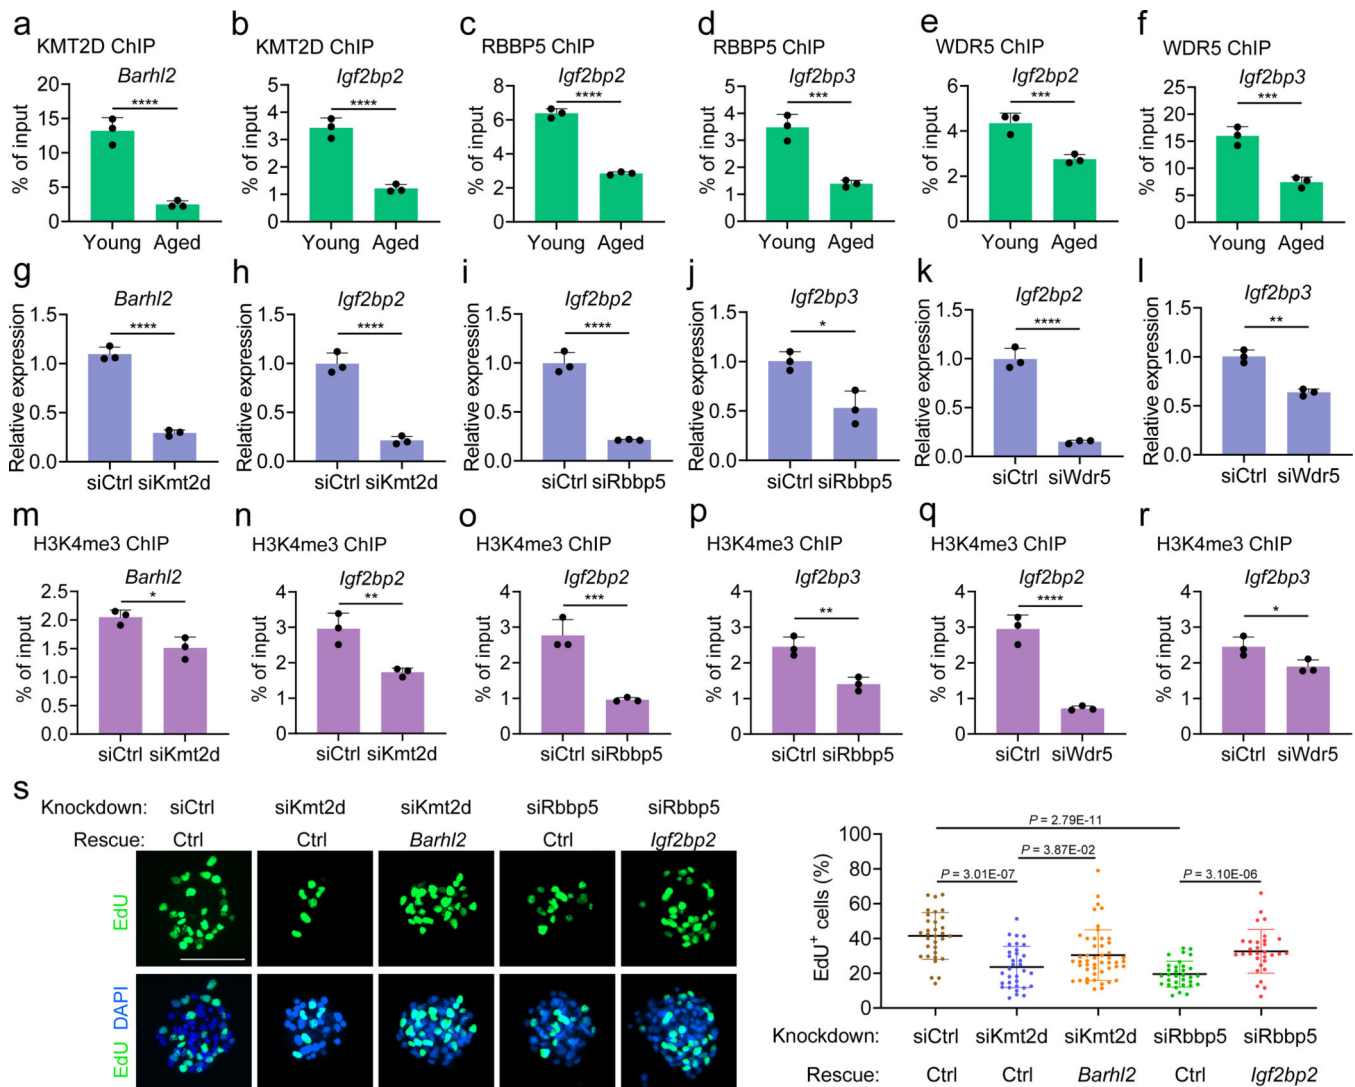 a
KMT2D ChIP
Barhl2
****
% of input
15
10
5
0
Young Aged
b
KMT2D ChIP
Igf2bp2
****
% of input
5
4
3
2
1
0
Young Aged
c
RBBP5 ChIP
Igf2bp2
****
% of input
8
6
4
2
0
Young Aged
d
RBBP5 ChIP
Igf2bp3
***
% of input
5
4
3
2
1
0
Young Aged
e
WDR5 ChIP
Igf2bp2
***
% of input
6
4
2
0
Young Aged
f
WDR5 ChIP
Igf2bp3
***
% of input
25
20
15
10
5
0
Young Aged
g
Barhl2
****
Relative expression
1.5
1.0
0.5
0.0
siCtrl siKmt2d
h
Igf2bp2
****
Relative expression
1.5
1.0
0.5
0.0
siCtrl siKmt2d
i
Igf2bp2
****
Relative expression
1.5
1.0
0.5
0.0
siCtrl siRbbp5
j
Igf2bp3
*
Relative expression
1.5
1.0
0.5
0.0
siCtrl siRbbp5
k
Igf2bp2
****
Relative expression
1.5
1.0
0.5
0.0
siCtrl siWdr5
l
Igf2bp3
**
Relative expression
1.5
1.0
0.5
0.0
siCtrl siWdr5
m
H3K4me3 ChIP
Barhl2
*
% of input
2.5
2.0
1.5
1.0
0.5
0.0
siCtrl siKmt2d
n
H3K4me3 ChIP
Igf2bp2
**
% of input
4
3
2
1
0
siCtrl siKmt2d
o
H3K4me3 ChIP
Igf2bp2
***
% of input
4
3
2
1
0
siCtrl siRbbp5
p
H3K4me3 ChIP
Igf2bp3
**
% of input
4
3
2
1
0
siCtrl siRbbp5
q
H3K4me3 ChIP
Igf2bp2
****
% of input
4
3
2
1
0
siCtrl siWdr5
r
H3K4me3 ChIP
Igf2bp3
*
% of input
4
3
2
1
0
siCtrl siWdr5
s
Knockdown: siCtrl siKmt2d siKmt2d siRbbp5 siRbbp5
Rescue: Ctrl Ctrl Barhl2 Ctrl Igf2bp2
EdU
EdU DAPI
EdU+ cells (%)
100
80
60
40
20
0
P = 2.79E-11
P = 3.87E-02
P = 3.01E-07
P = 3.10E-06
Knockdown: siCtrl siKmt2d siKmt2d siRbbp5 siRbbp5
Rescue: Ctrl Ctrl Barhl2 Ctrl Igf2bp2